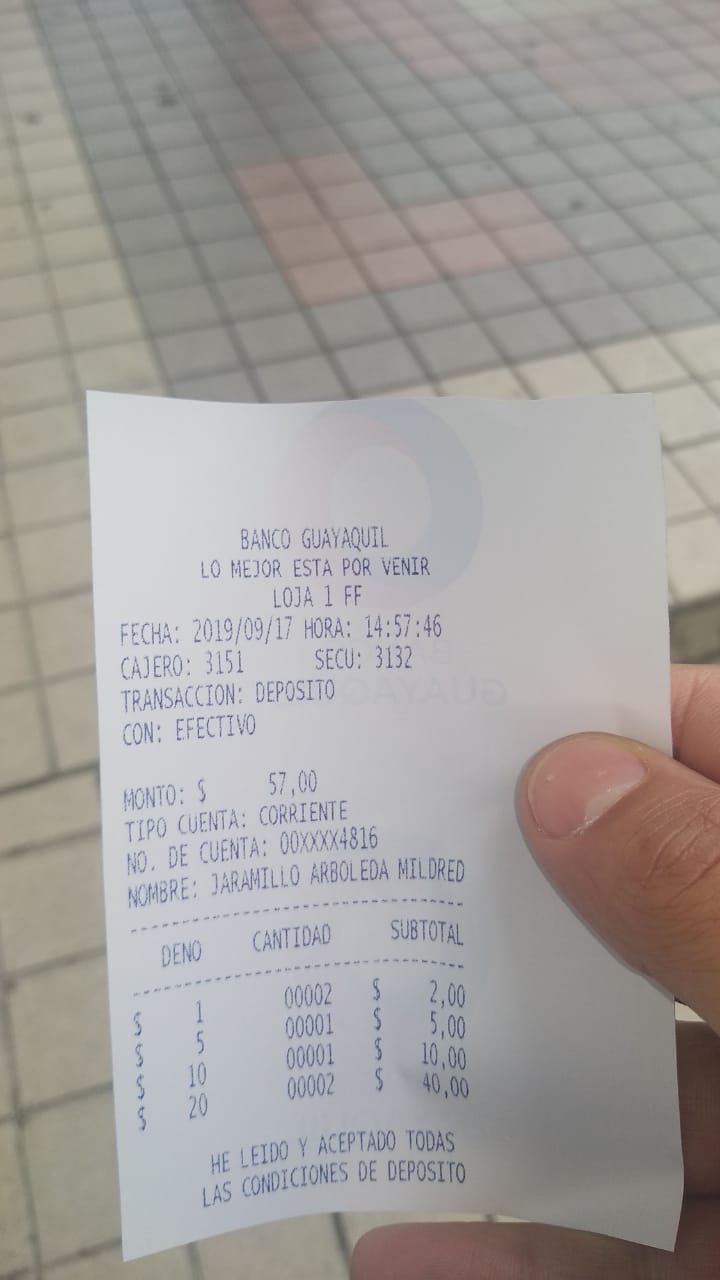 BANCO GUAYAQUIL
LO MEJOR ESTA POR VENIR
LOJA 1 FF
FECHA: 2019/09/17 HORA: 14:57:46
CAJERO: 3151 SECU: 3132
TRANSACCION: DEPOSITO
CON: EFECTIVO
MONTO: $ 57,00
TIPO CUENTA: CORRIENTE
NO. DE CUENTA: 00XXXX4816
NOMBRE: JARAMILLO ARBOLEDA MILDRED
--------------------------------------
DENO CANTIDAD SUBTOTAL
--------------------------------------
$ 1 00002 $ 2,00
$ 5 00001 $ 5,00
$ 10 00001 $ 10,00
$ 20 00002 $ 40,00
HE LEIDO Y ACEPTADO TODAS
LAS CONDICIONES DE DEPOSITO